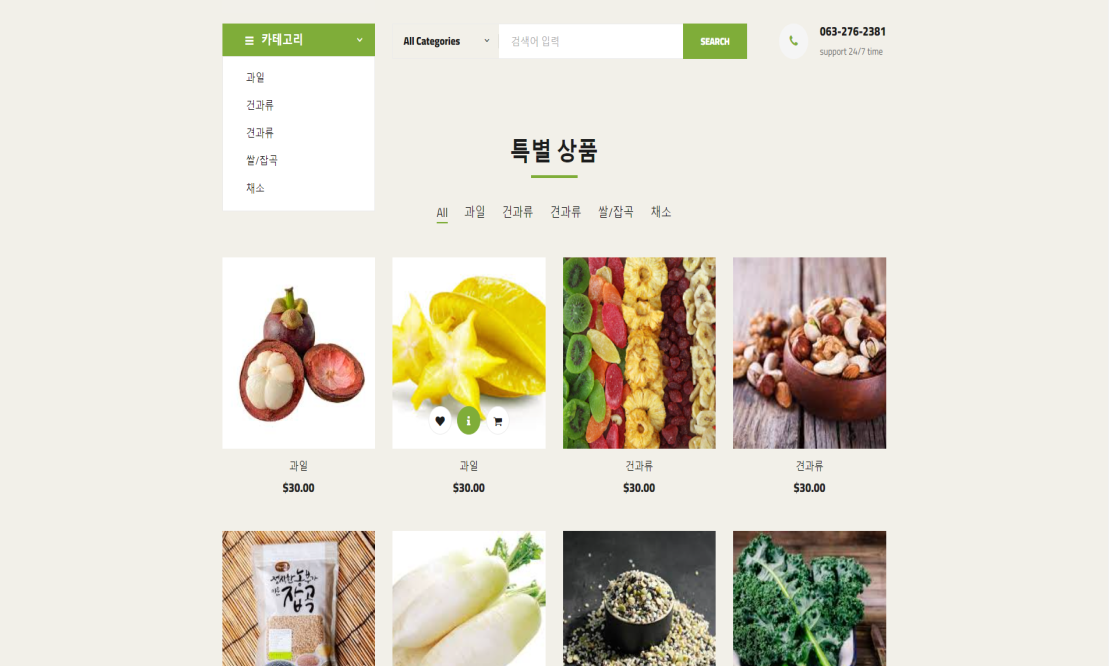 카테고리
All Categories
검색어 입력
SEARCH
063-276-2381
support 24/7 time
과일
건과류
견과류
쌀/잡곡
채소
특별 상품
All 과일 건과류 견과류 쌀/잡곡 채소
과일
$30.00
과일
$30.00
건과류
$30.00
견과류
$30.00
잡곡